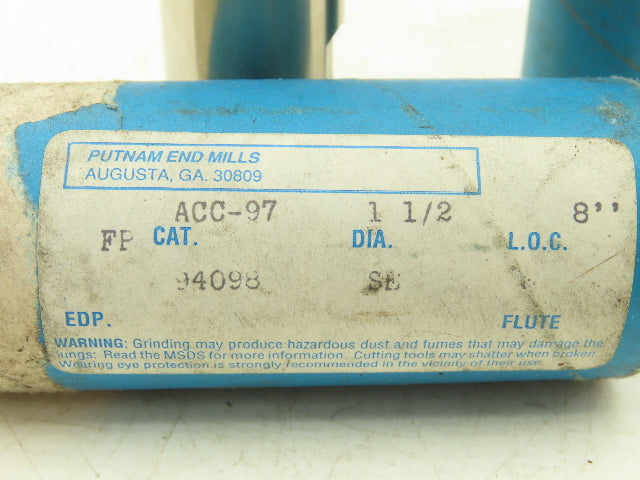 PUTNAM END MILLS
AUGUSTA, GA. 30809
ACC-97 1 1/2 8''
FP CAT. DIA. L.O.C.
94098 SE
EDP. FLUTE
WARNING: Grinding may produce hazardous dust and fumes that may damage the
lungs: Read the MSDS for more information. Cutting tools may shatter when broken.
Wearing eye protection is strongly recommended in the vicinity of their use.